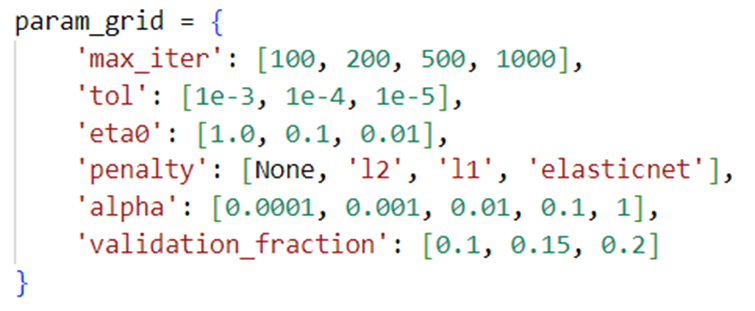 param_grid = {
    'max_iter': [100, 200, 500, 1000],
    'tol': [1e-3, 1e-4, 1e-5],
    'eta0': [1.0, 0.1, 0.01],
    'penalty': [None, 'l2', 'l1', 'elasticnet'],
    'alpha': [0.0001, 0.001, 0.01, 0.1, 1],
    'validation_fraction': [0.1, 0.15, 0.2]
}